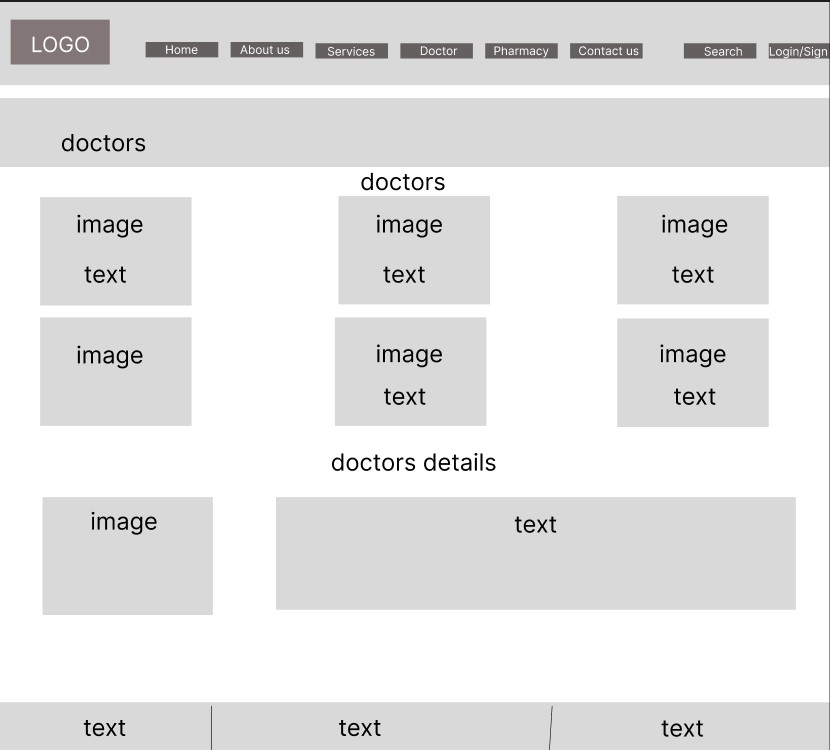 LOGO
Home
About us
Services
Doctor
Pharmacy
Contact us
Search
Login/Sign
doctors
doctors
image
text
image
text
image
text
image
image
text
image
text
doctors details
image
text
text
text
text